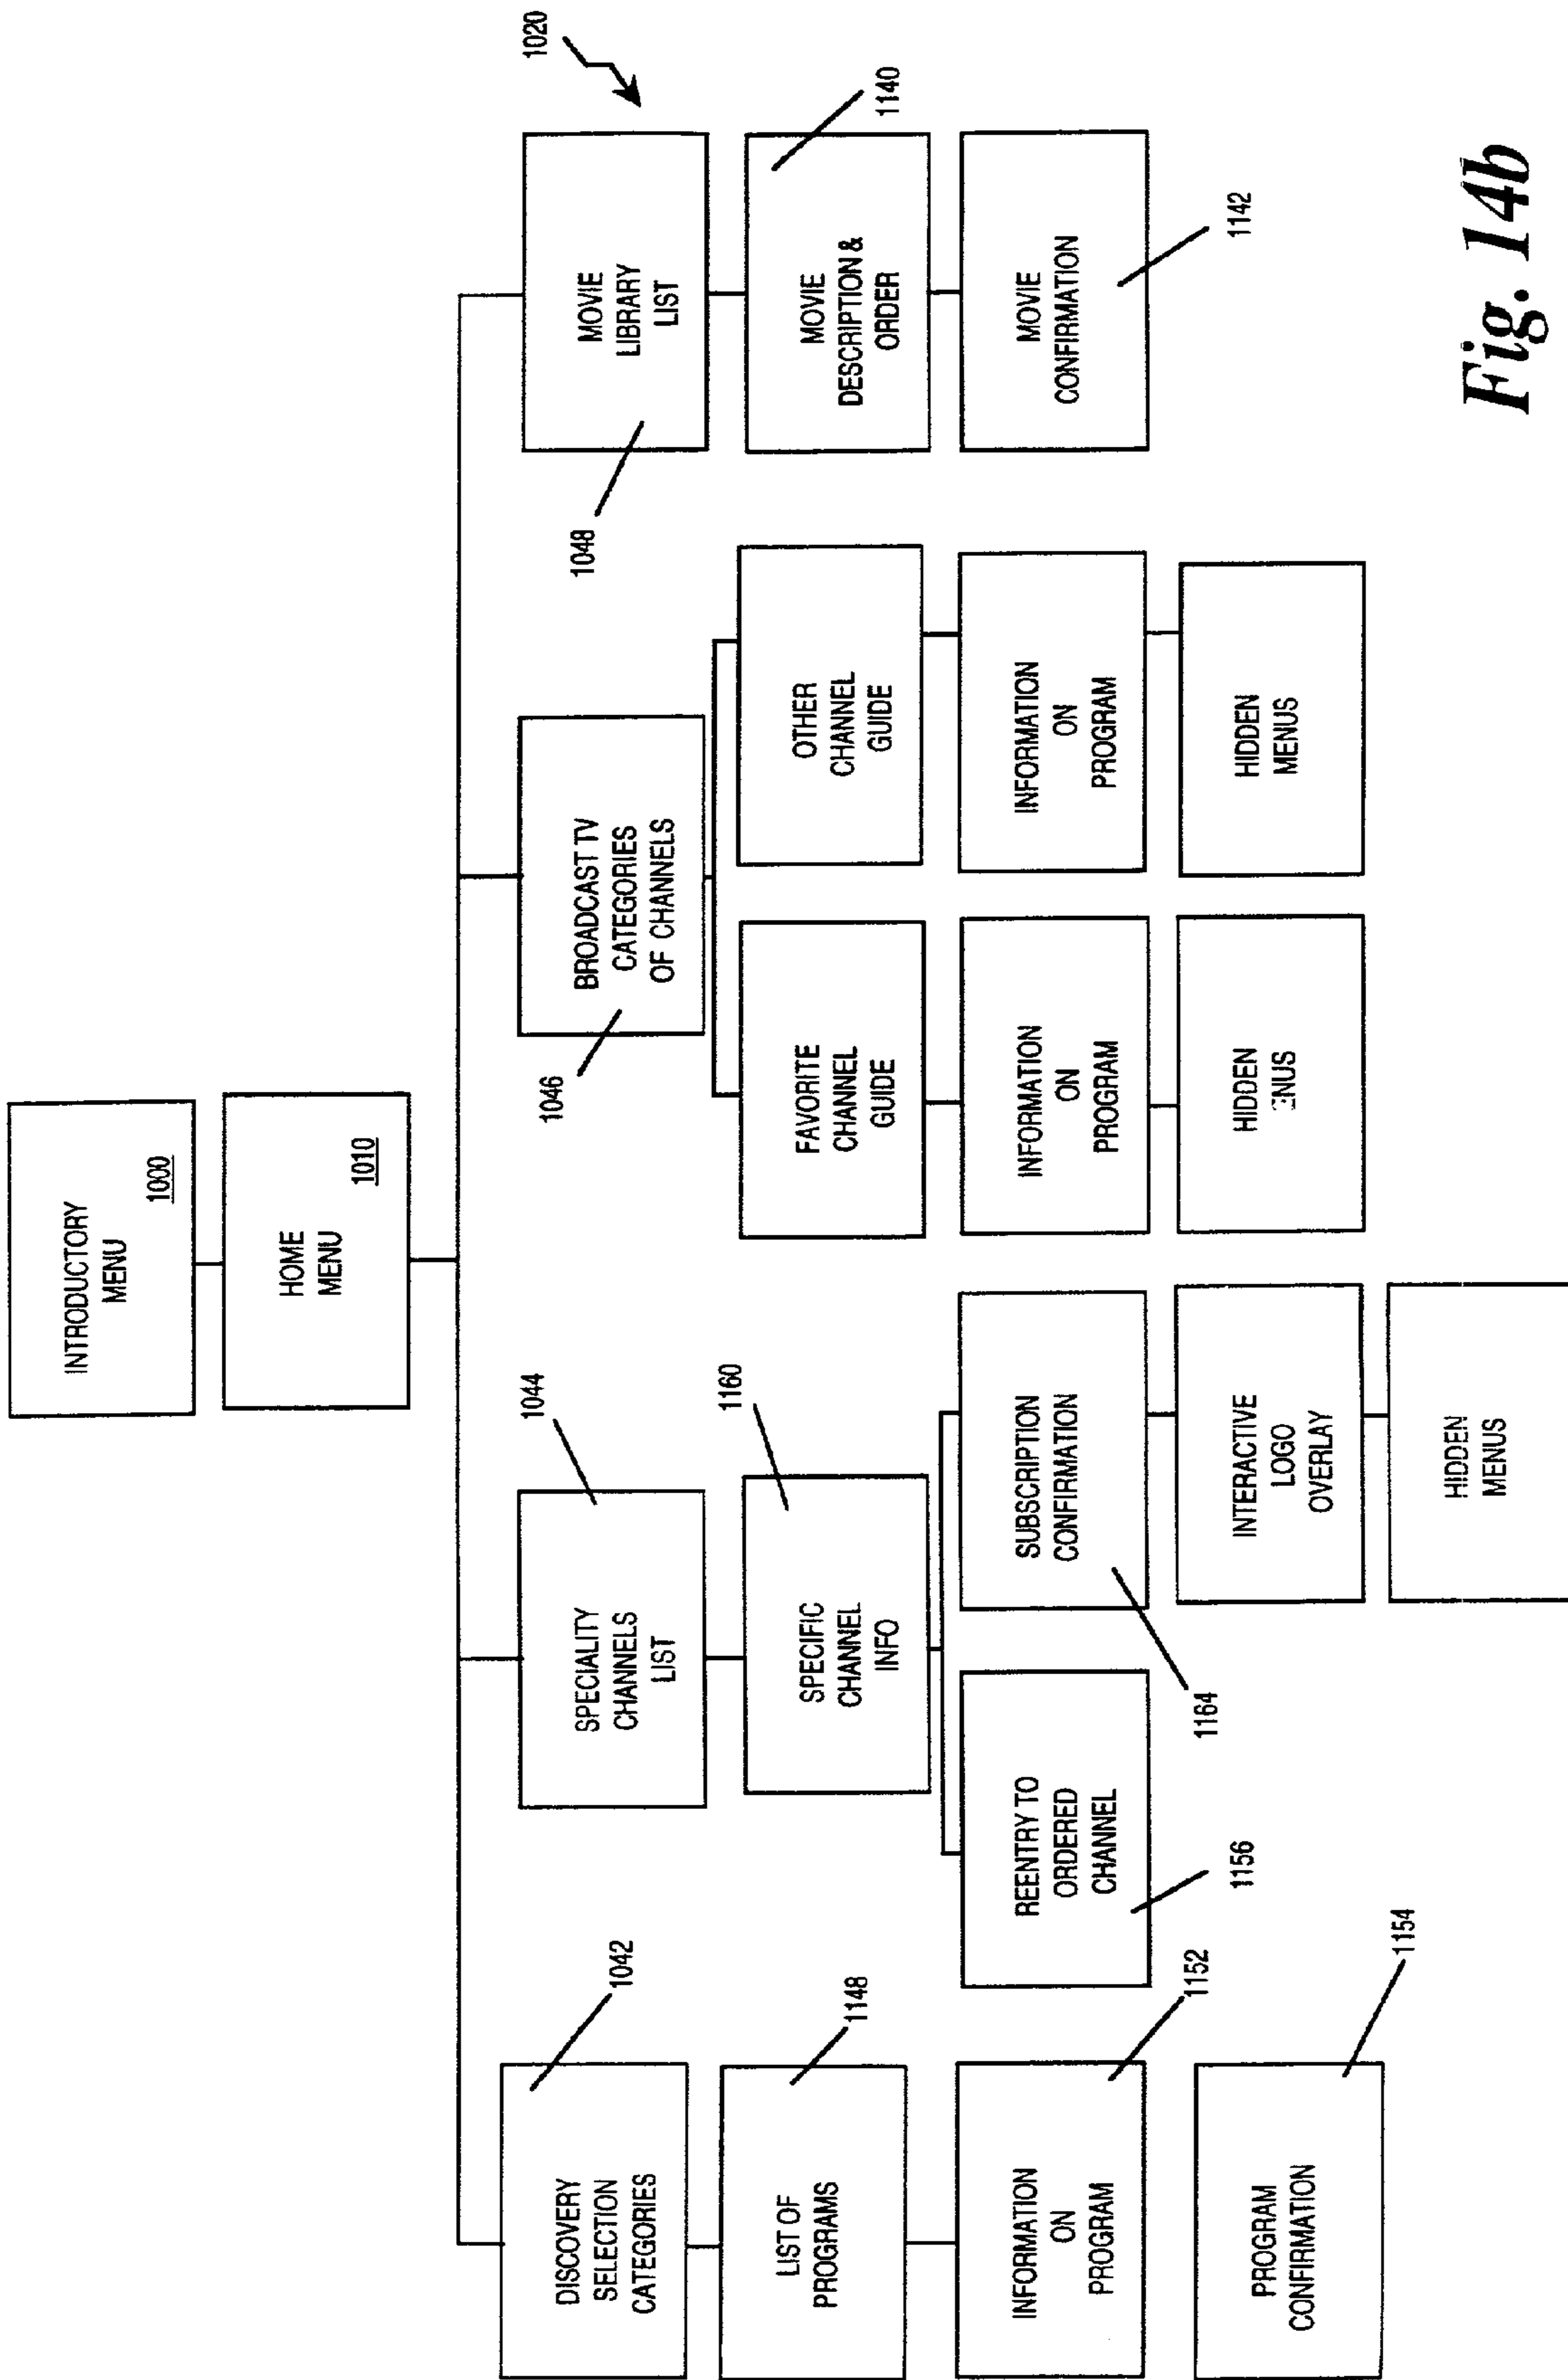 INTRODUCTORY
MENU
1000
HOME
MENU
1010
1020
DISCOVERY
SELECTION
CATEGORIES
1042
LIST OF
PROGRAMS
1148
INFORMATION
ON
PROGRAM
1152
PROGRAM
CONFIRMATION
1154
SPECIALITY
CHANNELS
LIST
1044
SPECIFIC
CHANNEL
INFO
1160
REENTRY TO
ORDERED
CHANNEL
1156
SUBSCRIPTION
CONFIRMATION
1164
INTERACTIVE
LOGO
OVERLAY
HIDDEN
MENUS
BROADCAST TV
CATEGORIES
OF CHANNELS
1046
FAVORITE
CHANNEL
GUIDE
INFORMATION
ON
PROGRAM
HIDDEN
ENUS
OTHER
CHANNEL
GUIDE
INFORMATION
ON
PROGRAM
HIDDEN
MENUS
MOVIE
LIBRARY
LIST
1048
MOVIE
DESCRIPTION &
ORDER
1140
MOVIE
CONFIRMATION
1142
Fig. 14b